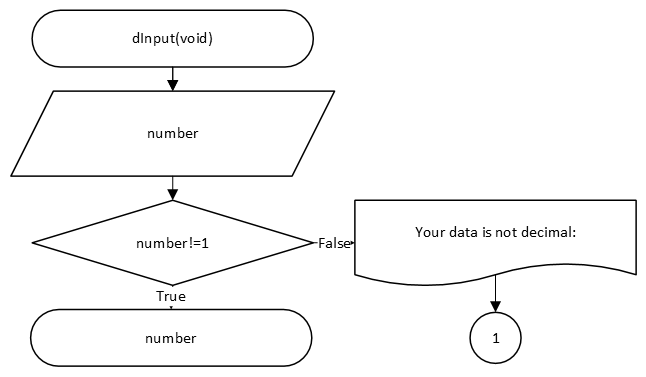 dInput(void)
number
number!=1
False
Your data is not decimal:
True
number
1